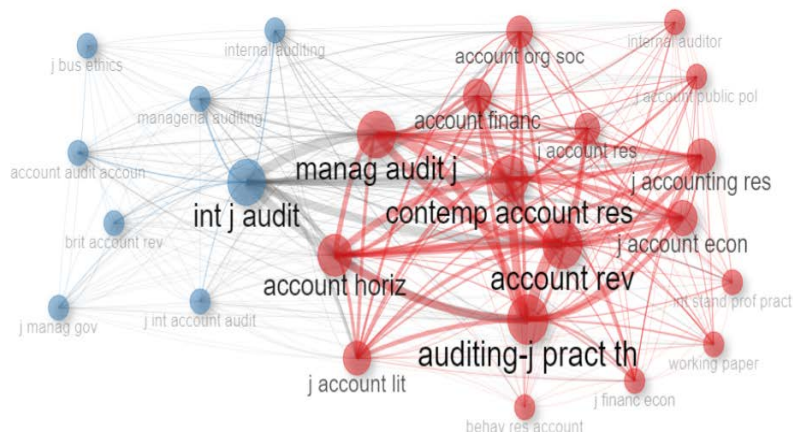 internal auditing
account org soc
internal auditor
j bus ethics
j account public pol
managerial auditing
account financ
j account res
account audit accoun
manag audit j
j accounting res
int j audit
contemp account res
brit account rev
j account econ
account horiz
account rev
int stand prof pract
j manag gov
j int account audit
auditing-j pract th
working paper
j account lit
j financ econ
behav res account